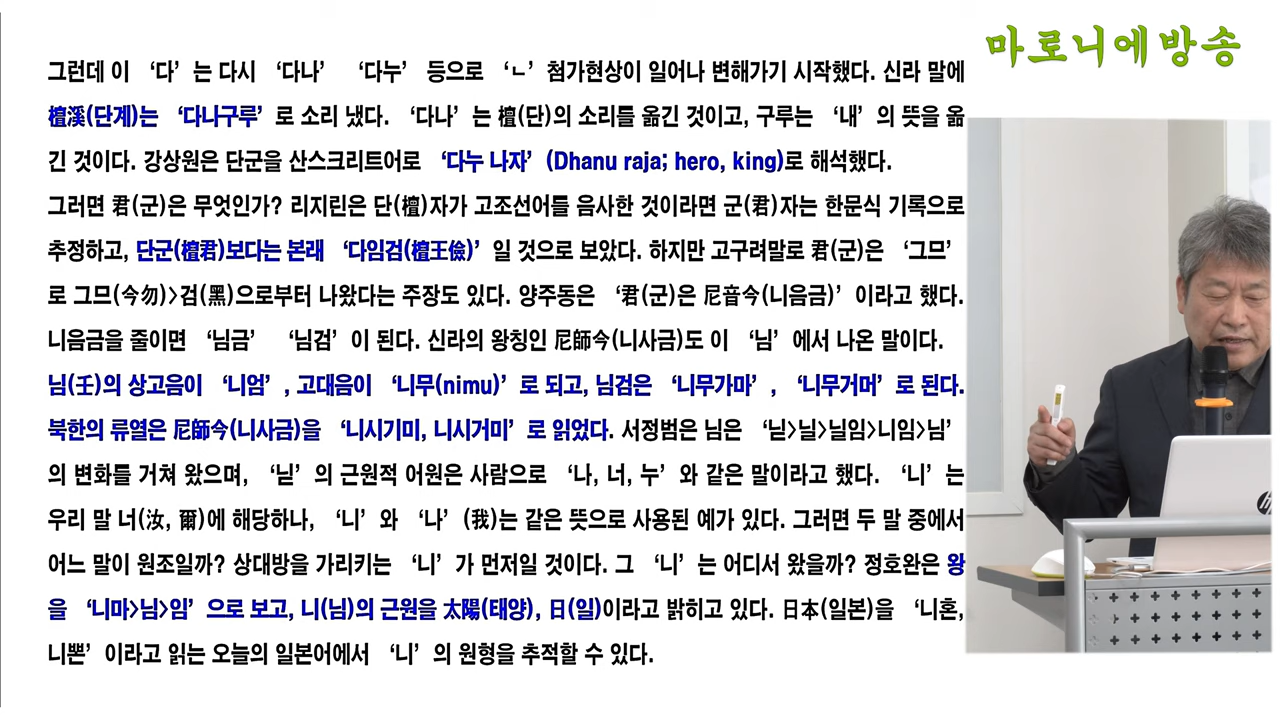 마로니에방송
그런데 이 ‘다’는 다시 ‘다나’ ‘다누’ 등으로 ‘ㄴ’첨가현상이 일어나 변해가기 시작했다. 신라 말에
檀溪(단계)는 ‘다나구루’로 소리 냈다. ‘다나’는 檀(단)의 소리를 옮긴 것이고, 구루는 ‘내’의 뜻을 옮
긴 것이다. 강상원은 단군을 산스크리트어로 ‘다누 나자’(Dhanu raja; hero, king)로 해석했다.
그러면 君(군)은 무엇인가? 리지린은 단(檀)자가 고조선어를 음사한 것이라면 군(君)자는 한문식 기록으로
추정하고, 단군(檀君)보다는 본래 ‘다임검(檀王儉)’일 것으로 보았다. 하지만 고구려말로 君(군)은 ‘그므’
로 그므(今勿)>검(黑)으로부터 나왔다는 주장도 있다. 양주동은 ‘君(군)은 尼音今(니음금)’이라고 했다.
니음금을 줄이면 ‘님금’ ‘님검’이 된다. 신라의 왕칭인 尼師今(니사금)도 이 ‘님’에서 나온 말이다.
님(壬)의 상고음이 ‘니엄’, 고대음이 ‘니무(nimu)’로 되고, 님검은 ‘니무가마’, ‘니무거머’로 된다.
북한의 류열은 尼師今(니사금)을 ‘니시기미, 니시거미’로 읽었다. 서정범은 님은 ‘닏>닐>닐임>니임>님’
의 변화를 거쳐 왔으며, ‘닏’의 근원적 어원은 사람으로 ‘나, 너, 누’와 같은 말이라고 했다. ‘니’는
우리 말 너(汝, 爾)에 해당하나, ‘니’와 ‘나’(我)는 같은 뜻으로 사용된 예가 있다. 그러면 두 말 중에서
어느 말이 원조일까? 상대방을 가리키는 ‘니’가 먼저일 것이다. 그 ‘니’는 어디서 왔을까? 정호완은 왕
을 ‘니마>님>임’으로 보고, 니(님)의 근원을 太陽(태양), 日(일)이라고 밝히고 있다. 日本(일본)을 ‘니혼,
니뽄’이라고 읽는 오늘의 일본어에서 ‘니’의 원형을 추적할 수 있다.
hp